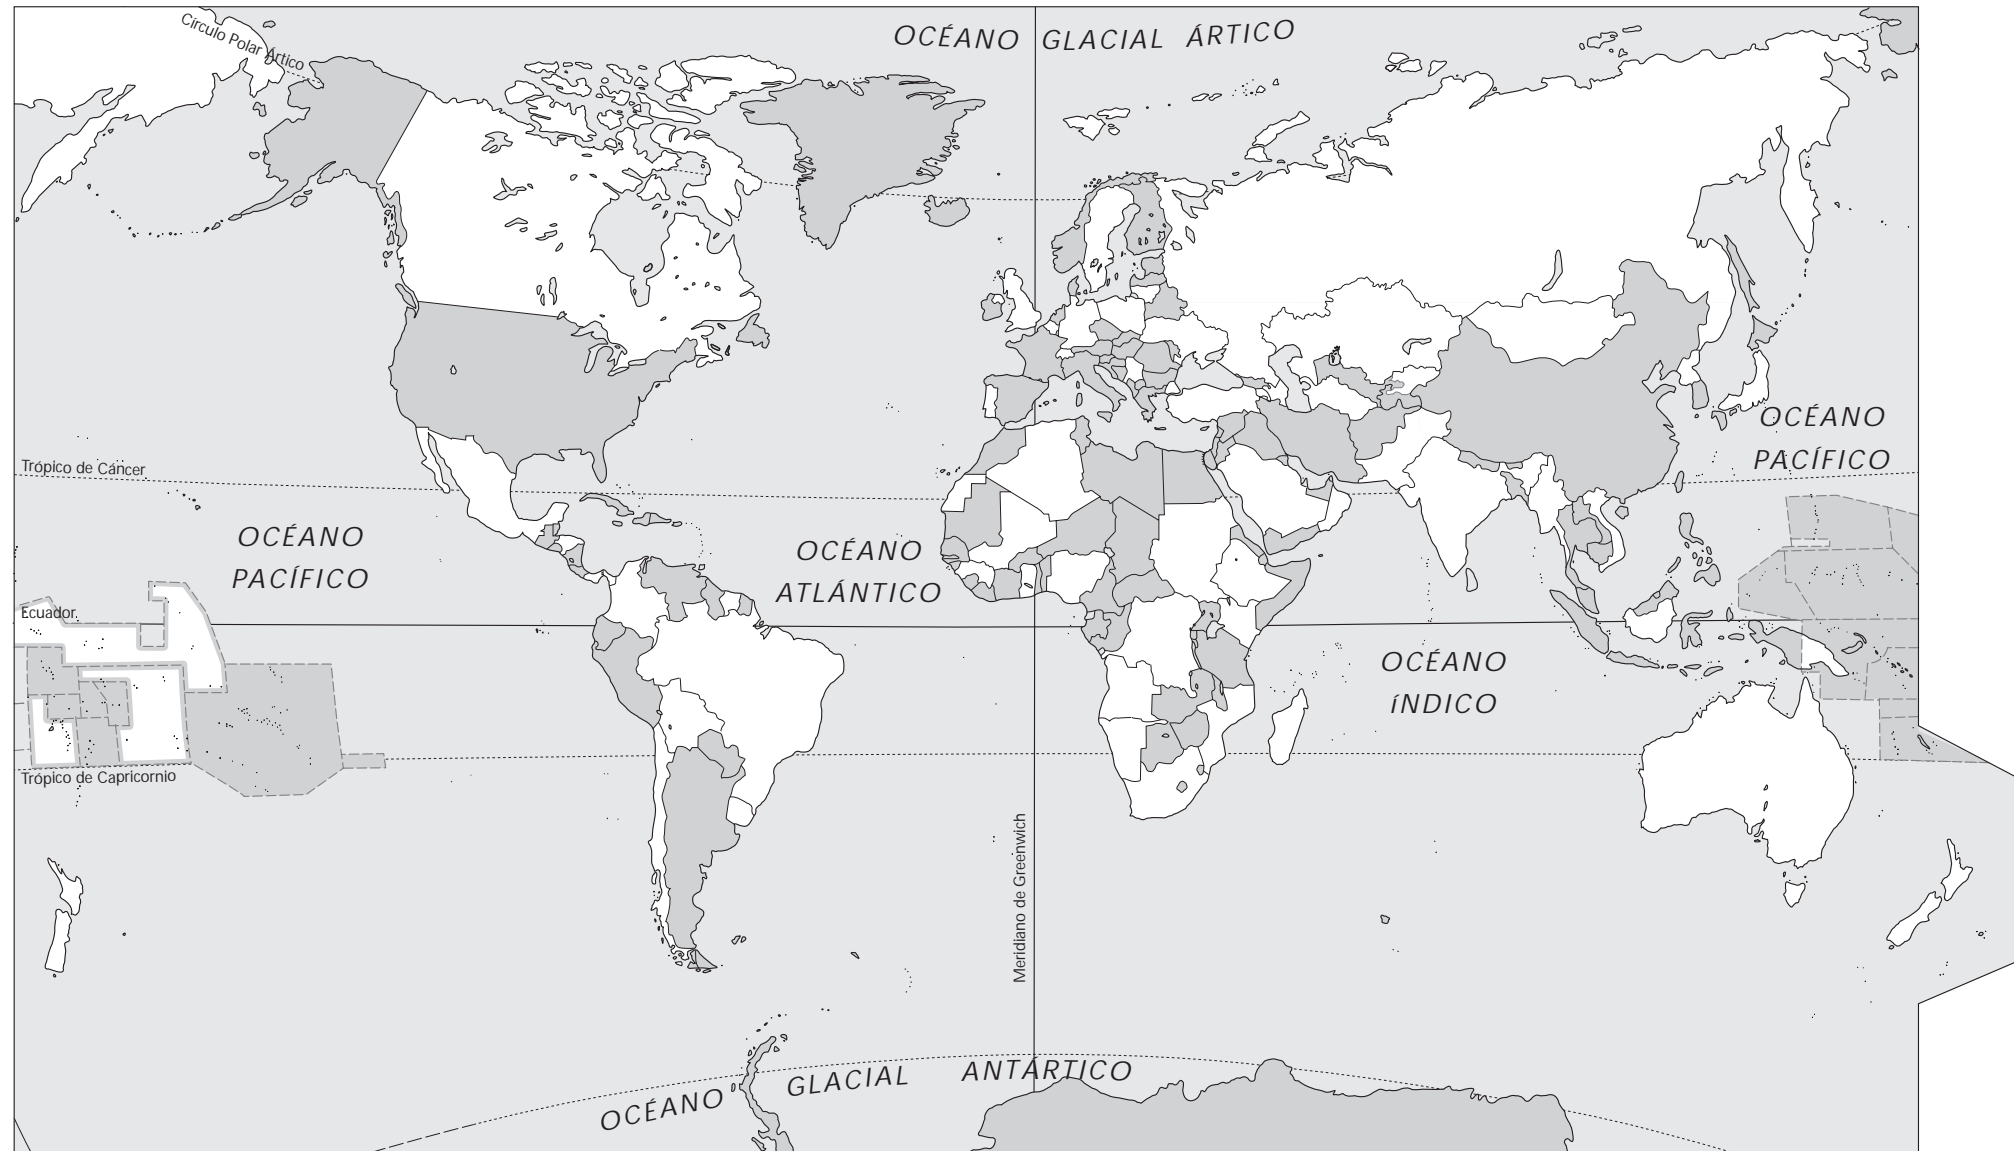 OCÉANO GLACIAL ÁRTICO
Círculo Polar Ártico
OCÉANO
PACÍFICO
Trópico de Cáncer
OCÉANO
PACÍFICO
OCÉANO
ATLÁNTICO
Ecuador
OCÉANO
íNDICO
Trópico de Capricornio
Meridiano de Greenwich
OCÉANO GLACIAL ANTÁRTICO